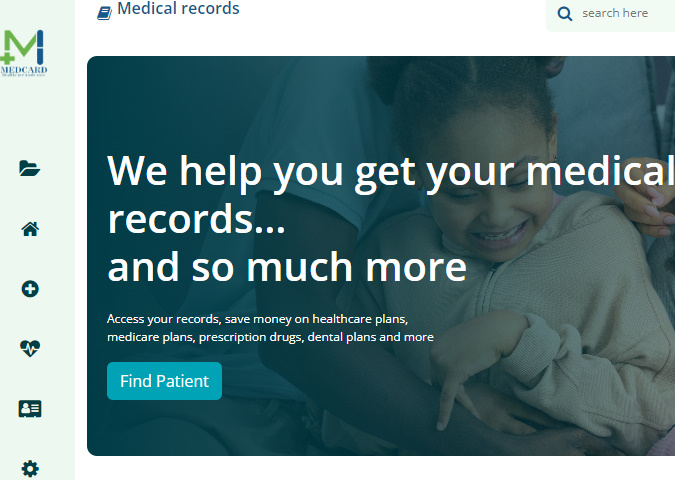 Medical records
search here
MEDCARD
We help you get your medical
records...
and so much more
Access your records, save money on healthcare plans,
medicare plans, prescription drugs, dental plans and more
Find Patient